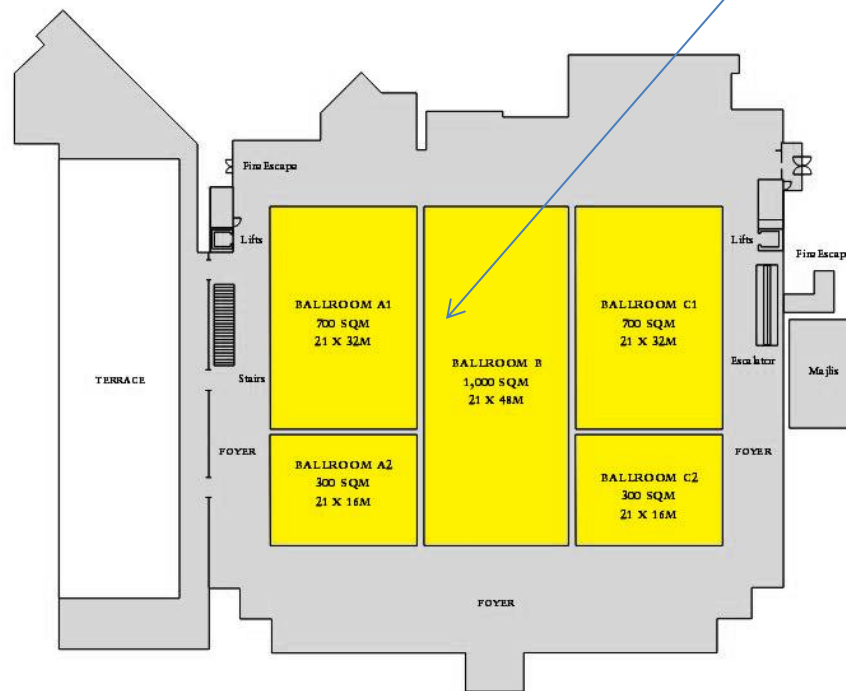 Fire Escape
Lifts
Lifts
Fire Escape
BALLROOM A1
700 SQM
21 X 32M
BALLROOM C1
700 SQM
21 X 32M
BALLROOM B
1,000 SQM
21 X 48M
TERRACE
Stairs
Escalator
Majlis
FOYER
FOYER
BALLROOM A2
300 SQM
21 X 16M
BALLROOM C2
300 SQM
21 X 16M
FOYER